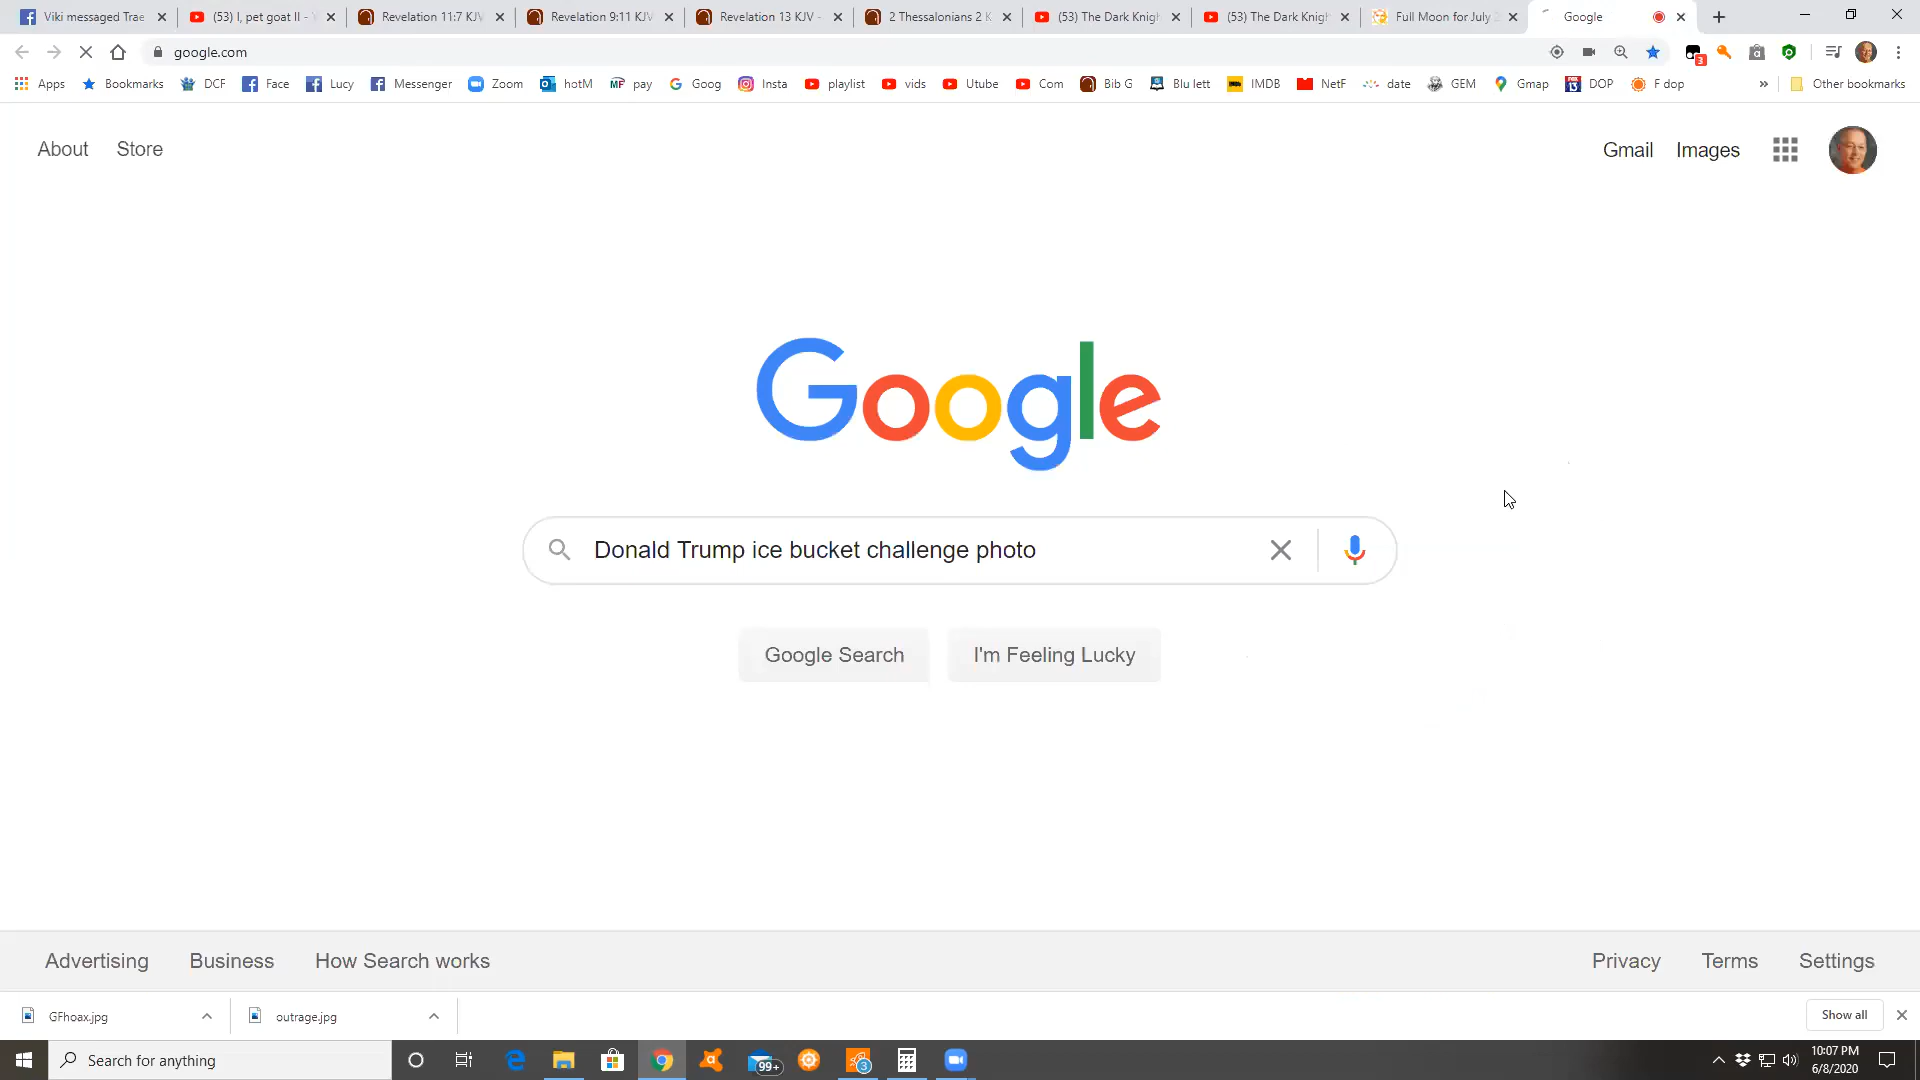 Viki messaged Trae
(53) I, pet goat II -
Revelation 11:7 KJV
Revelation 9:11 KJV
Revelation 13 KJV -
2 Thessalonians 2 K
(53) The Dark Knigh
(53) The Dark Knigh
Full Moon for July
Google
google.com
3
Apps
Bookmarks
DCF
Face
Lucy
Messenger
Zoom
hotM
MF pay
Goog
Insta
playlist
vids
Utube
Com
Bib G
Blu lett
IMDB
NetF
date
GEM
Gmap
DOP
F dop
»
Other bookmarks
About Store
Gmail Images
Google
Donald Trump ice bucket challenge photo
Google Search
I'm Feeling Lucky
Advertising Business How Search works
Privacy Terms Settings
GFhoax.jpg
outrage.jpg
Show all
Search for anything
99+
3
10:07 PM
6/8/2020